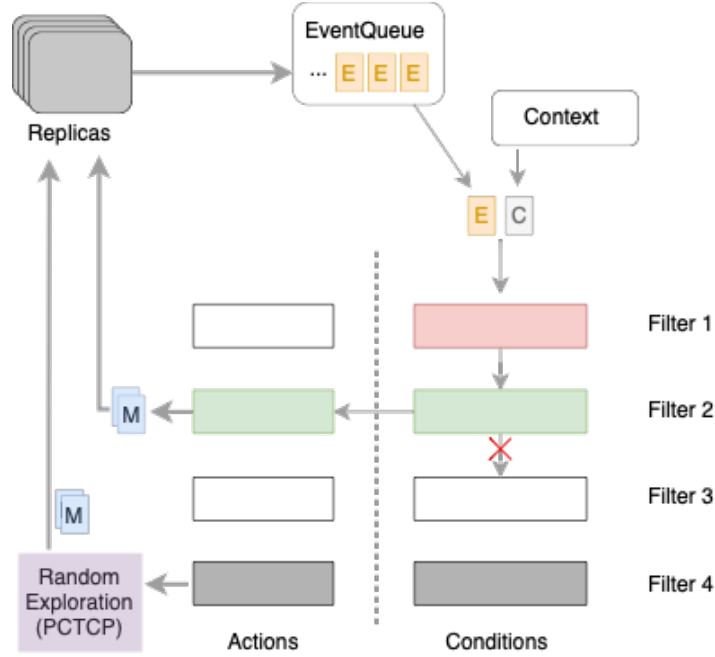 EventQueue
... E E E
Replicas
Context
E C
Filter 1
M
Filter 2
M
Filter 3
Random
Exploration
(PCTCP)
Filter 4
Actions
Conditions